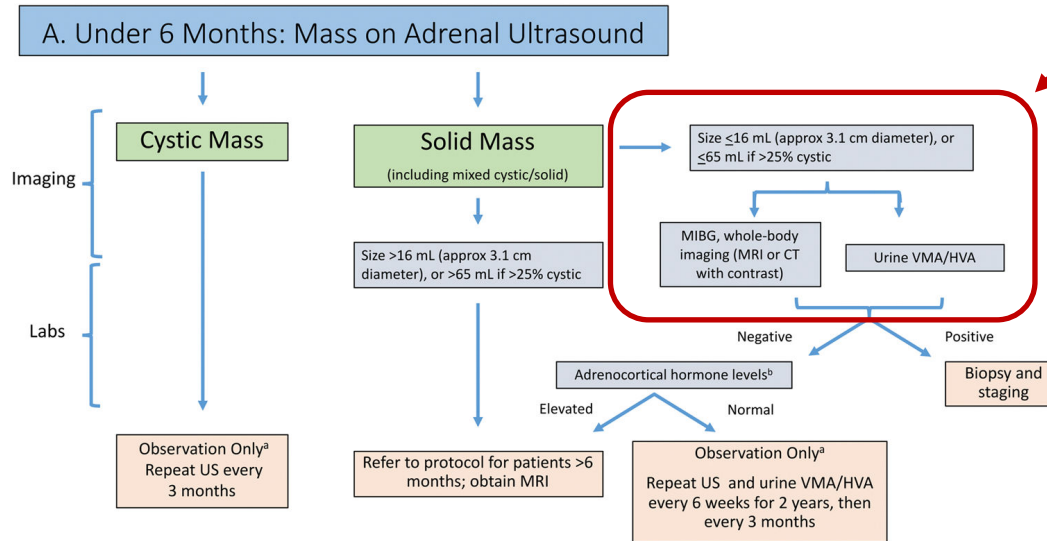 A. Under 6 Months: Mass on Adrenal Ultrasound
Imaging
Labs
Cystic Mass
Observation Onlyᵃ
Repeat US every
3 months
Solid Mass
(including mixed cystic/solid)
Size >16 mL (approx 3.1 cm
diameter), or >65 mL if >25% cystic
Size ≤16 mL (approx 3.1 cm diameter), or
≤65 mL if >25% cystic
MIBG, whole-body
imaging (MRI or CT
with contrast)
Urine VMA/HVA
Negative
Positive
Adrenocortical hormone levelsᵇ
Biopsy and
staging
Elevated
Normal
Refer to protocol for patients >6
months; obtain MRI
Observation Onlyᵃ
Repeat US  and urine VMA/HVA
every 6 weeks for 2 years, then
every 3 months